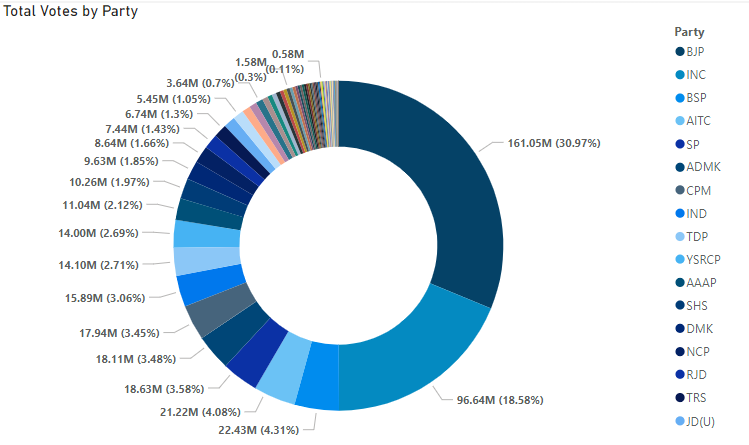 Total Votes by Party
0.58M
(0.11%)
1.58M
(0.3%)
3.64M (0.7%)
5.45M (1.05%)
6.74M (1.3%)
7.44M (1.43%)
8.64M (1.66%)
9.63M (1.85%)
10.26M (1.97%)
11.04M (2.12%)
14.00M (2.69%)
14.10M (2.71%)
15.89M (3.06%)
17.94M (3.45%)
18.11M (3.48%)
18.63M (3.58%)
21.22M (4.08%)
22.43M (4.31%)
96.64M (18.58%)
161.05M (30.97%)
Party
BJP
INC
BSP
AITC
SP
ADMK
CPM
IND
TDP
YSRCP
AAAP
SHS
DMK
NCP
RJD
TRS
JD(U)